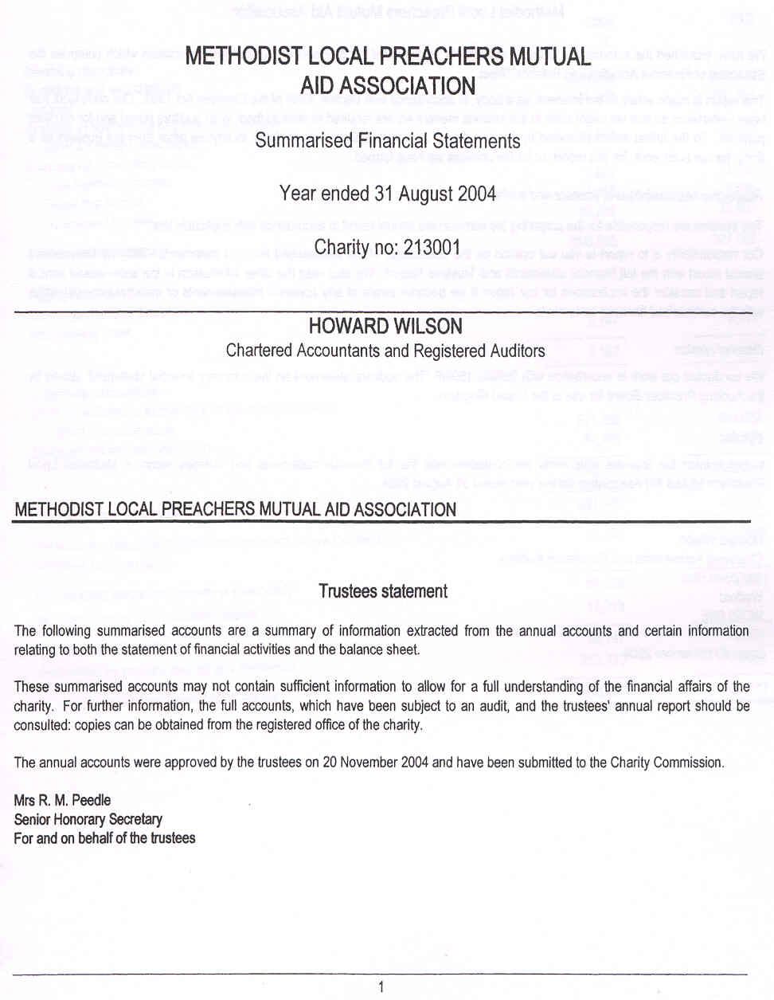 METHODIST LOCAL PREACHERS MUTUAL
AID ASSOCIATION
Summarised Financial Statements
Year ended 31 August 2004
Charity no: 213001
HOWARD WILSON
Chartered Accountants and Registered Auditors
METHODIST LOCAL PREACHERS MUTUAL AID ASSOCIATION
Trustees statement
The following summarised accounts are a summary of information extracted from the annual accounts and certain information
relating to both the statement of financial activities and the balance sheet.
These summarised accounts may not contain sufficient information to allow for a full understanding of the financial affairs of the
charity. For further information, the full accounts, which have been subject to an audit, and the trustees' annual report should be
consulted: copies can be obtained from the registered office of the charity.
The annual accounts were approved by the trustees on 20 November 2004 and have been submitted to the Charity Commission.
Mrs R. M. Peedle
Senior Honorary Secretary
For and on behalf of the trustees
1